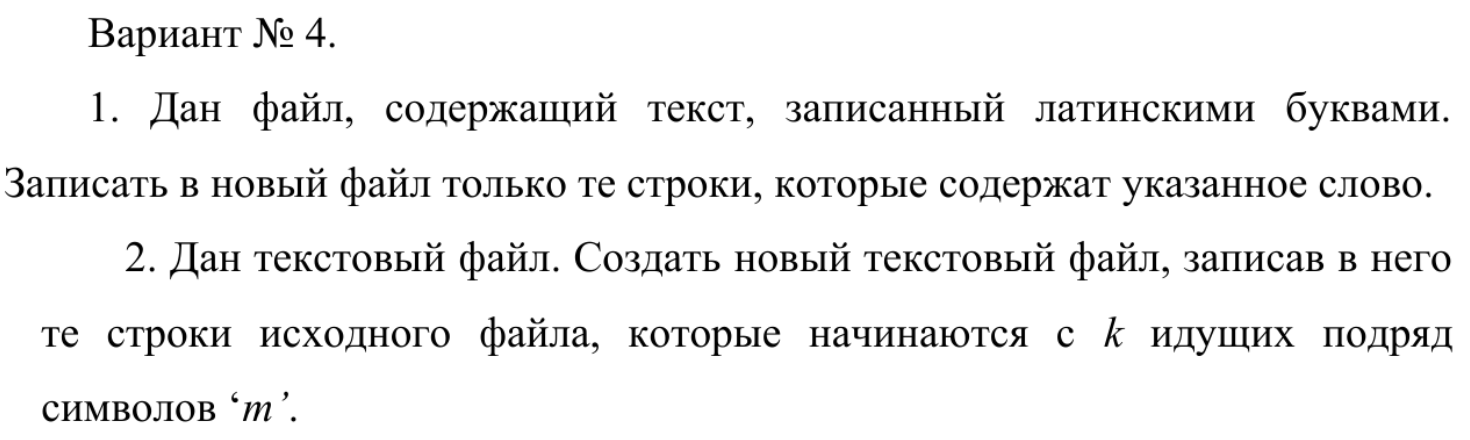 Вариант № 4.
1. Дан файл, содержащий текст, записанный латинскими буквами.
Записать в новый файл только те строки, которые содержат указанное слово.
2. Дан текстовый файл. Создать новый текстовый файл, записав в него
те строки исходного файла, которые начинаются с k идущих подряд
символов ‘m’.